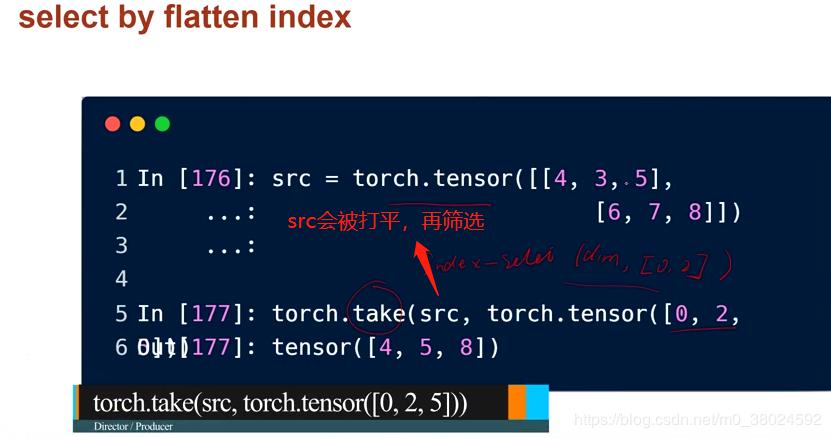 select by flatten index
1 In [176]: src = torch.tensor([[4, 3, 5],
2 ...: [6, 7, 8]])
src会被打平，再筛选
3 ...:
index-select (dim, [0, 2])
4
5 In [177]: torch.take(src, torch.tensor([0, 2,
6 [177]: tensor([4, 5, 8])
torch.take(src, torch.tensor([0, 2, 5]))
Director / Producer
https://blog.csdn.net/m0_38024592